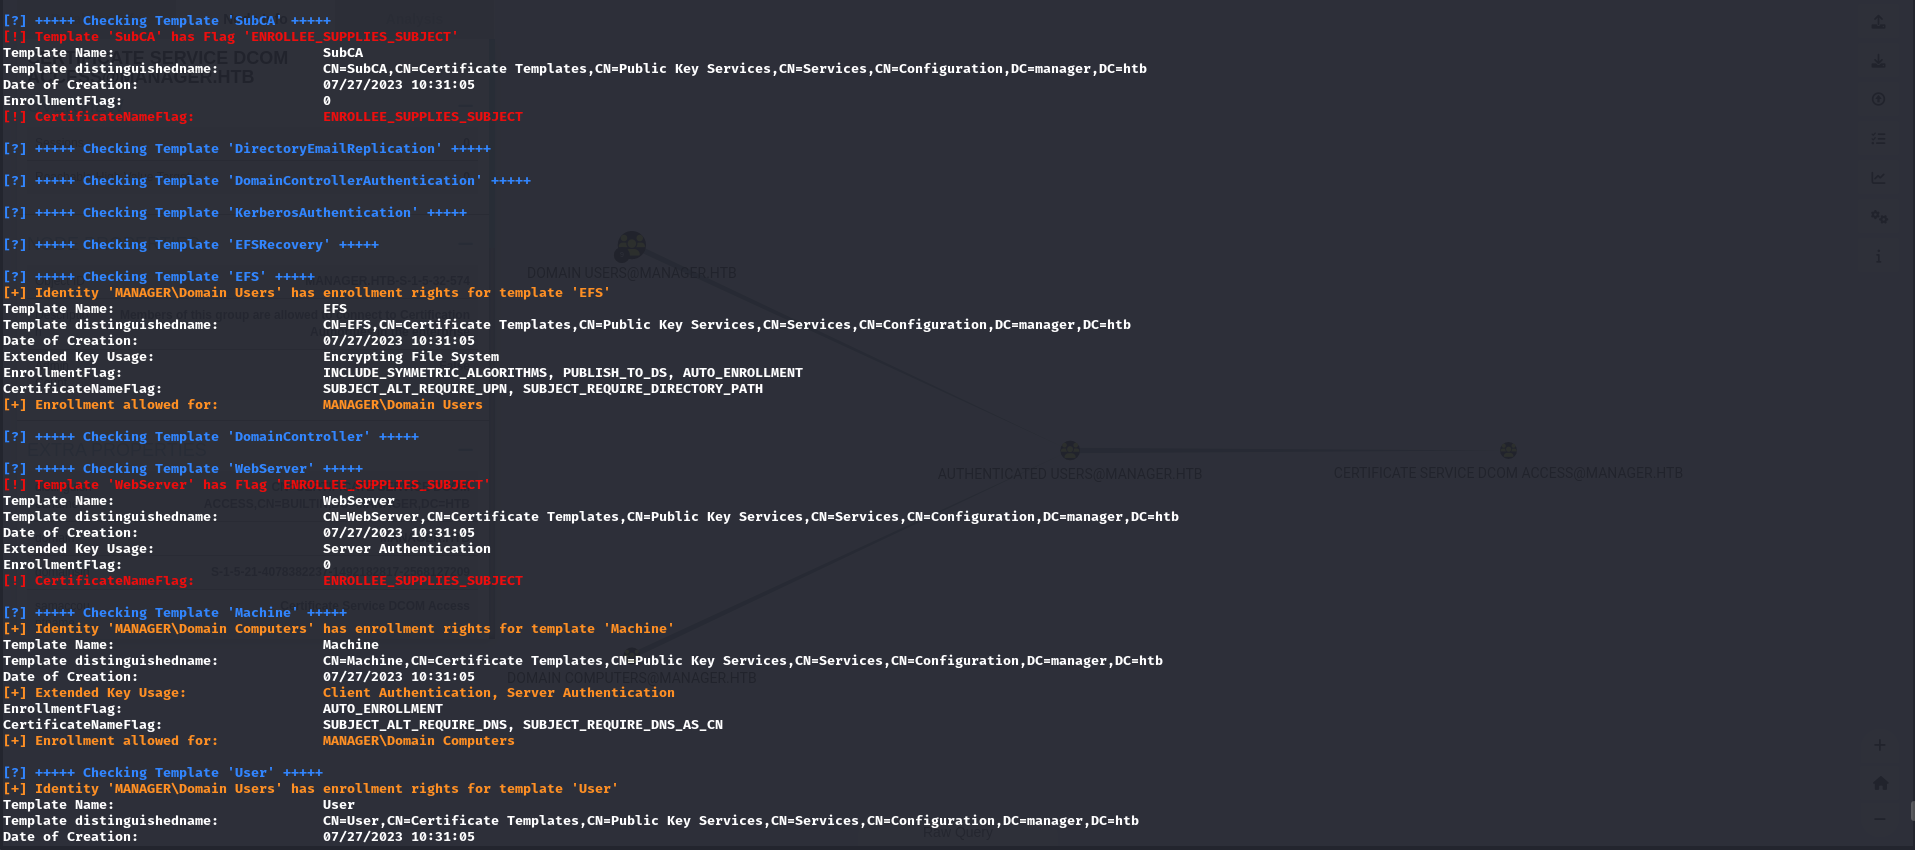 [?] +++++ Checking Template 'SubCA' +++++
[!] Template 'SubCA' has Flag 'ENROLLEE_SUPPLIES_SUBJECT'
Template Name: SubCA
Template distinguishedname: CN=SubCA,CN=Certificate Templates,CN=Public Key Services,CN=Services,CN=Configuration,DC=manager,DC=htb
Date of Creation: 07/27/2023 10:31:05
EnrollmentFlag: 0
[!] CertificateNameFlag: ENROLLEE_SUPPLIES_SUBJECT
[?] +++++ Checking Template 'DirectoryEmailReplication' +++++
[?] +++++ Checking Template 'DomainControllerAuthentication' +++++
[?] +++++ Checking Template 'KerberosAuthentication' +++++
[?] +++++ Checking Template 'EFSRecovery' +++++
[?] +++++ Checking Template 'EFS' +++++
[+] Identity 'MANAGER\Domain Users' has enrollment rights for template 'EFS'
Template Name: EFS
Template distinguishedname: CN=EFS,CN=Certificate Templates,CN=Public Key Services,CN=Services,CN=Configuration,DC=manager,DC=htb
Date of Creation: 07/27/2023 10:31:05
Extended Key Usage: Encrypting File System
EnrollmentFlag: INCLUDE_SYMMETRIC_ALGORITHMS, PUBLISH_TO_DS, AUTO_ENROLLMENT
CertificateNameFlag: SUBJECT_ALT_REQUIRE_UPN, SUBJECT_REQUIRE_DIRECTORY_PATH
[+] Enrollment allowed for: MANAGER\Domain Users
[?] +++++ Checking Template 'DomainController' +++++
[?] +++++ Checking Template 'WebServer' +++++
[!] Template 'WebServer' has Flag 'ENROLLEE_SUPPLIES_SUBJECT'
Template Name: WebServer
Template distinguishedname: CN=WebServer,CN=Certificate Templates,CN=Public Key Services,CN=Services,CN=Configuration,DC=manager,DC=htb
Date of Creation: 07/27/2023 10:31:05
Extended Key Usage: Server Authentication
EnrollmentFlag: 0
[!] CertificateNameFlag: ENROLLEE_SUPPLIES_SUBJECT
[?] +++++ Checking Template 'Machine' +++++
[+] Identity 'MANAGER\Domain Computers' has enrollment rights for template 'Machine'
Template Name: Machine
Template distinguishedname: CN=Machine,CN=Certificate Templates,CN=Public Key Services,CN=Services,CN=Configuration,DC=manager,DC=htb
Date of Creation: 07/27/2023 10:31:05
[+] Extended Key Usage: Client Authentication, Server Authentication
EnrollmentFlag: AUTO_ENROLLMENT
CertificateNameFlag: SUBJECT_ALT_REQUIRE_DNS, SUBJECT_REQUIRE_DNS_AS_CN
[+] Enrollment allowed for: MANAGER\Domain Computers
[?] +++++ Checking Template 'User' +++++
[+] Identity 'MANAGER\Domain Users' has enrollment rights for template 'User'
Template Name: User
Template distinguishedname: CN=User,CN=Certificate Templates,CN=Public Key Services,CN=Services,CN=Configuration,DC=manager,DC=htb
Date of Creation: 07/27/2023 10:31:05
DOMAIN USERS@MANAGER.HTB
AUTHENTICATED USERS@MANAGER.HTB
CERTIFICATE SERVICE DCOM ACCESS@MANAGER.HTB
DOMAIN COMPUTERS@MANAGER.HTB
Raw Query